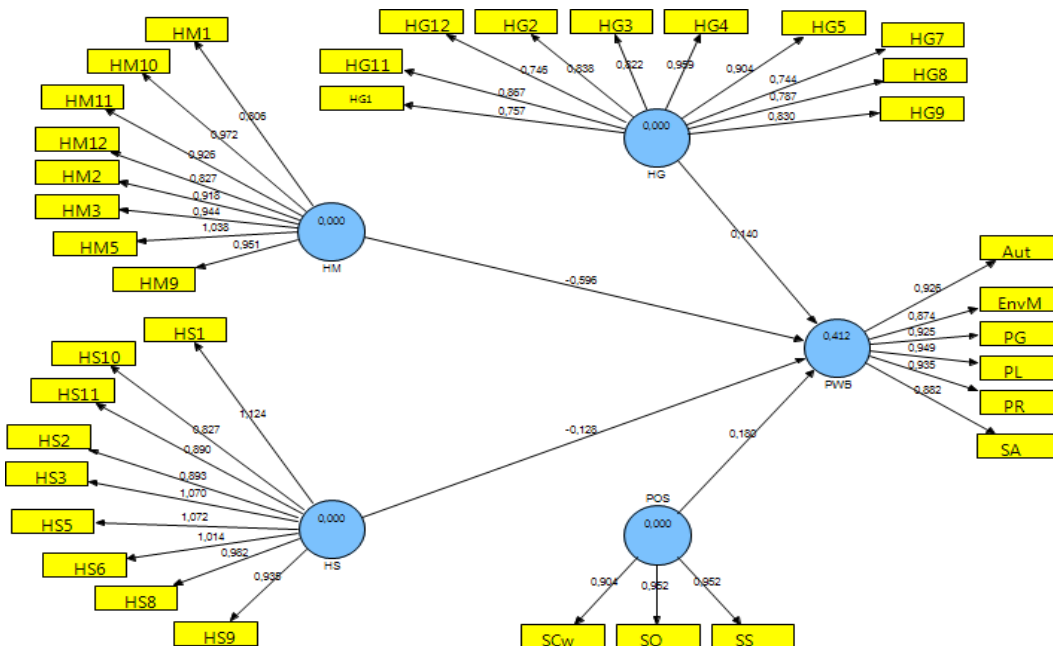 HM1
HM10
HM11
HM12
HM2
HM3
HM5
HM9
0,806
0,972
0,926
0,827
0,918
0,944
1,038
0,951
0,000
HM
HG12
HG2
HG3
HG4
HG5
HG7
HG11
HG8
HG1
HG9
0,746
0,838
0,822
0,959
0,904
0,744
0,867
0,787
0,757
0,830
0,000
HG
0,140
-0,596
-0,128
0,180
HS1
HS10
HS11
HS2
HS3
HS5
HS6
HS8
HS9
1,124
0,827
0,890
0,893
1,070
1,072
1,014
0,982
0,935
0,000
HS
Aut
EnvM
PG
PL
PR
SA
0,926
0,874
0,925
0,949
0,935
0,882
0,412
PWB
POS
0,000
0,904
0,952
0,952
SCw
SO
SS